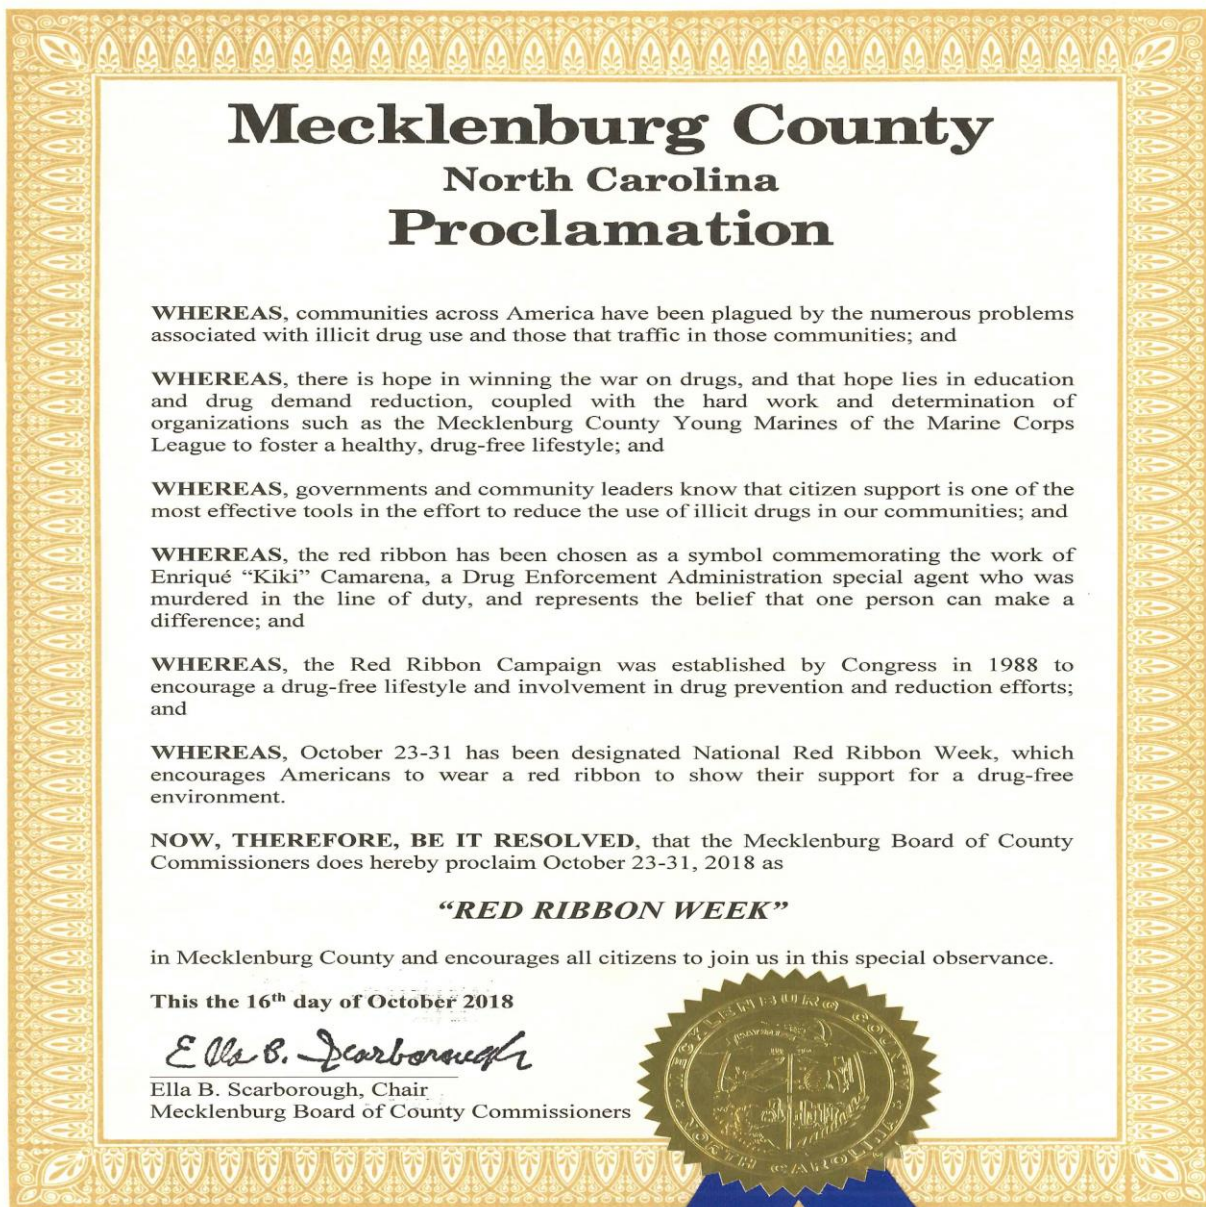 Mecklenburg County
North Carolina
Proclamation
WHEREAS, communities across America have been plagued by the numerous problems
associated with illicit drug use and those that traffic in those communities; and
WHEREAS, there is hope in winning the war on drugs, and that hope lies in education
and drug demand reduction, coupled with the hard work and determination of
organizations such as the Mecklenburg County Young Marines of the Marine Corps
League to foster a healthy, drug-free lifestyle; and
WHEREAS, governments and community leaders know that citizen support is one of the
most effective tools in the effort to reduce the use of illicit drugs in our communities; and
WHEREAS, the red ribbon has been chosen as a symbol commemorating the work of
Enriqué “Kiki” Camarena, a Drug Enforcement Administration special agent who was
murdered in the line of duty, and represents the belief that one person can make a
difference; and
WHEREAS, the Red Ribbon Campaign was established by Congress in 1988 to
encourage a drug-free lifestyle and involvement in drug prevention and reduction efforts;
and
WHEREAS, October 23-31 has been designated National Red Ribbon Week, which
encourages Americans to wear a red ribbon to show their support for a drug-free
environment.
NOW, THEREFORE, BE IT RESOLVED, that the Mecklenburg Board of County
Commissioners does hereby proclaim October 23-31, 2018 as
“RED RIBBON WEEK”
in Mecklenburg County and encourages all citizens to join us in this special observance.
This the 16th day of October 2018
Ella B. Scarborough
Ella B. Scarborough, Chair
Mecklenburg Board of County Commissioners
MECKLENBURG COUNTY
NORTH CAROLINA